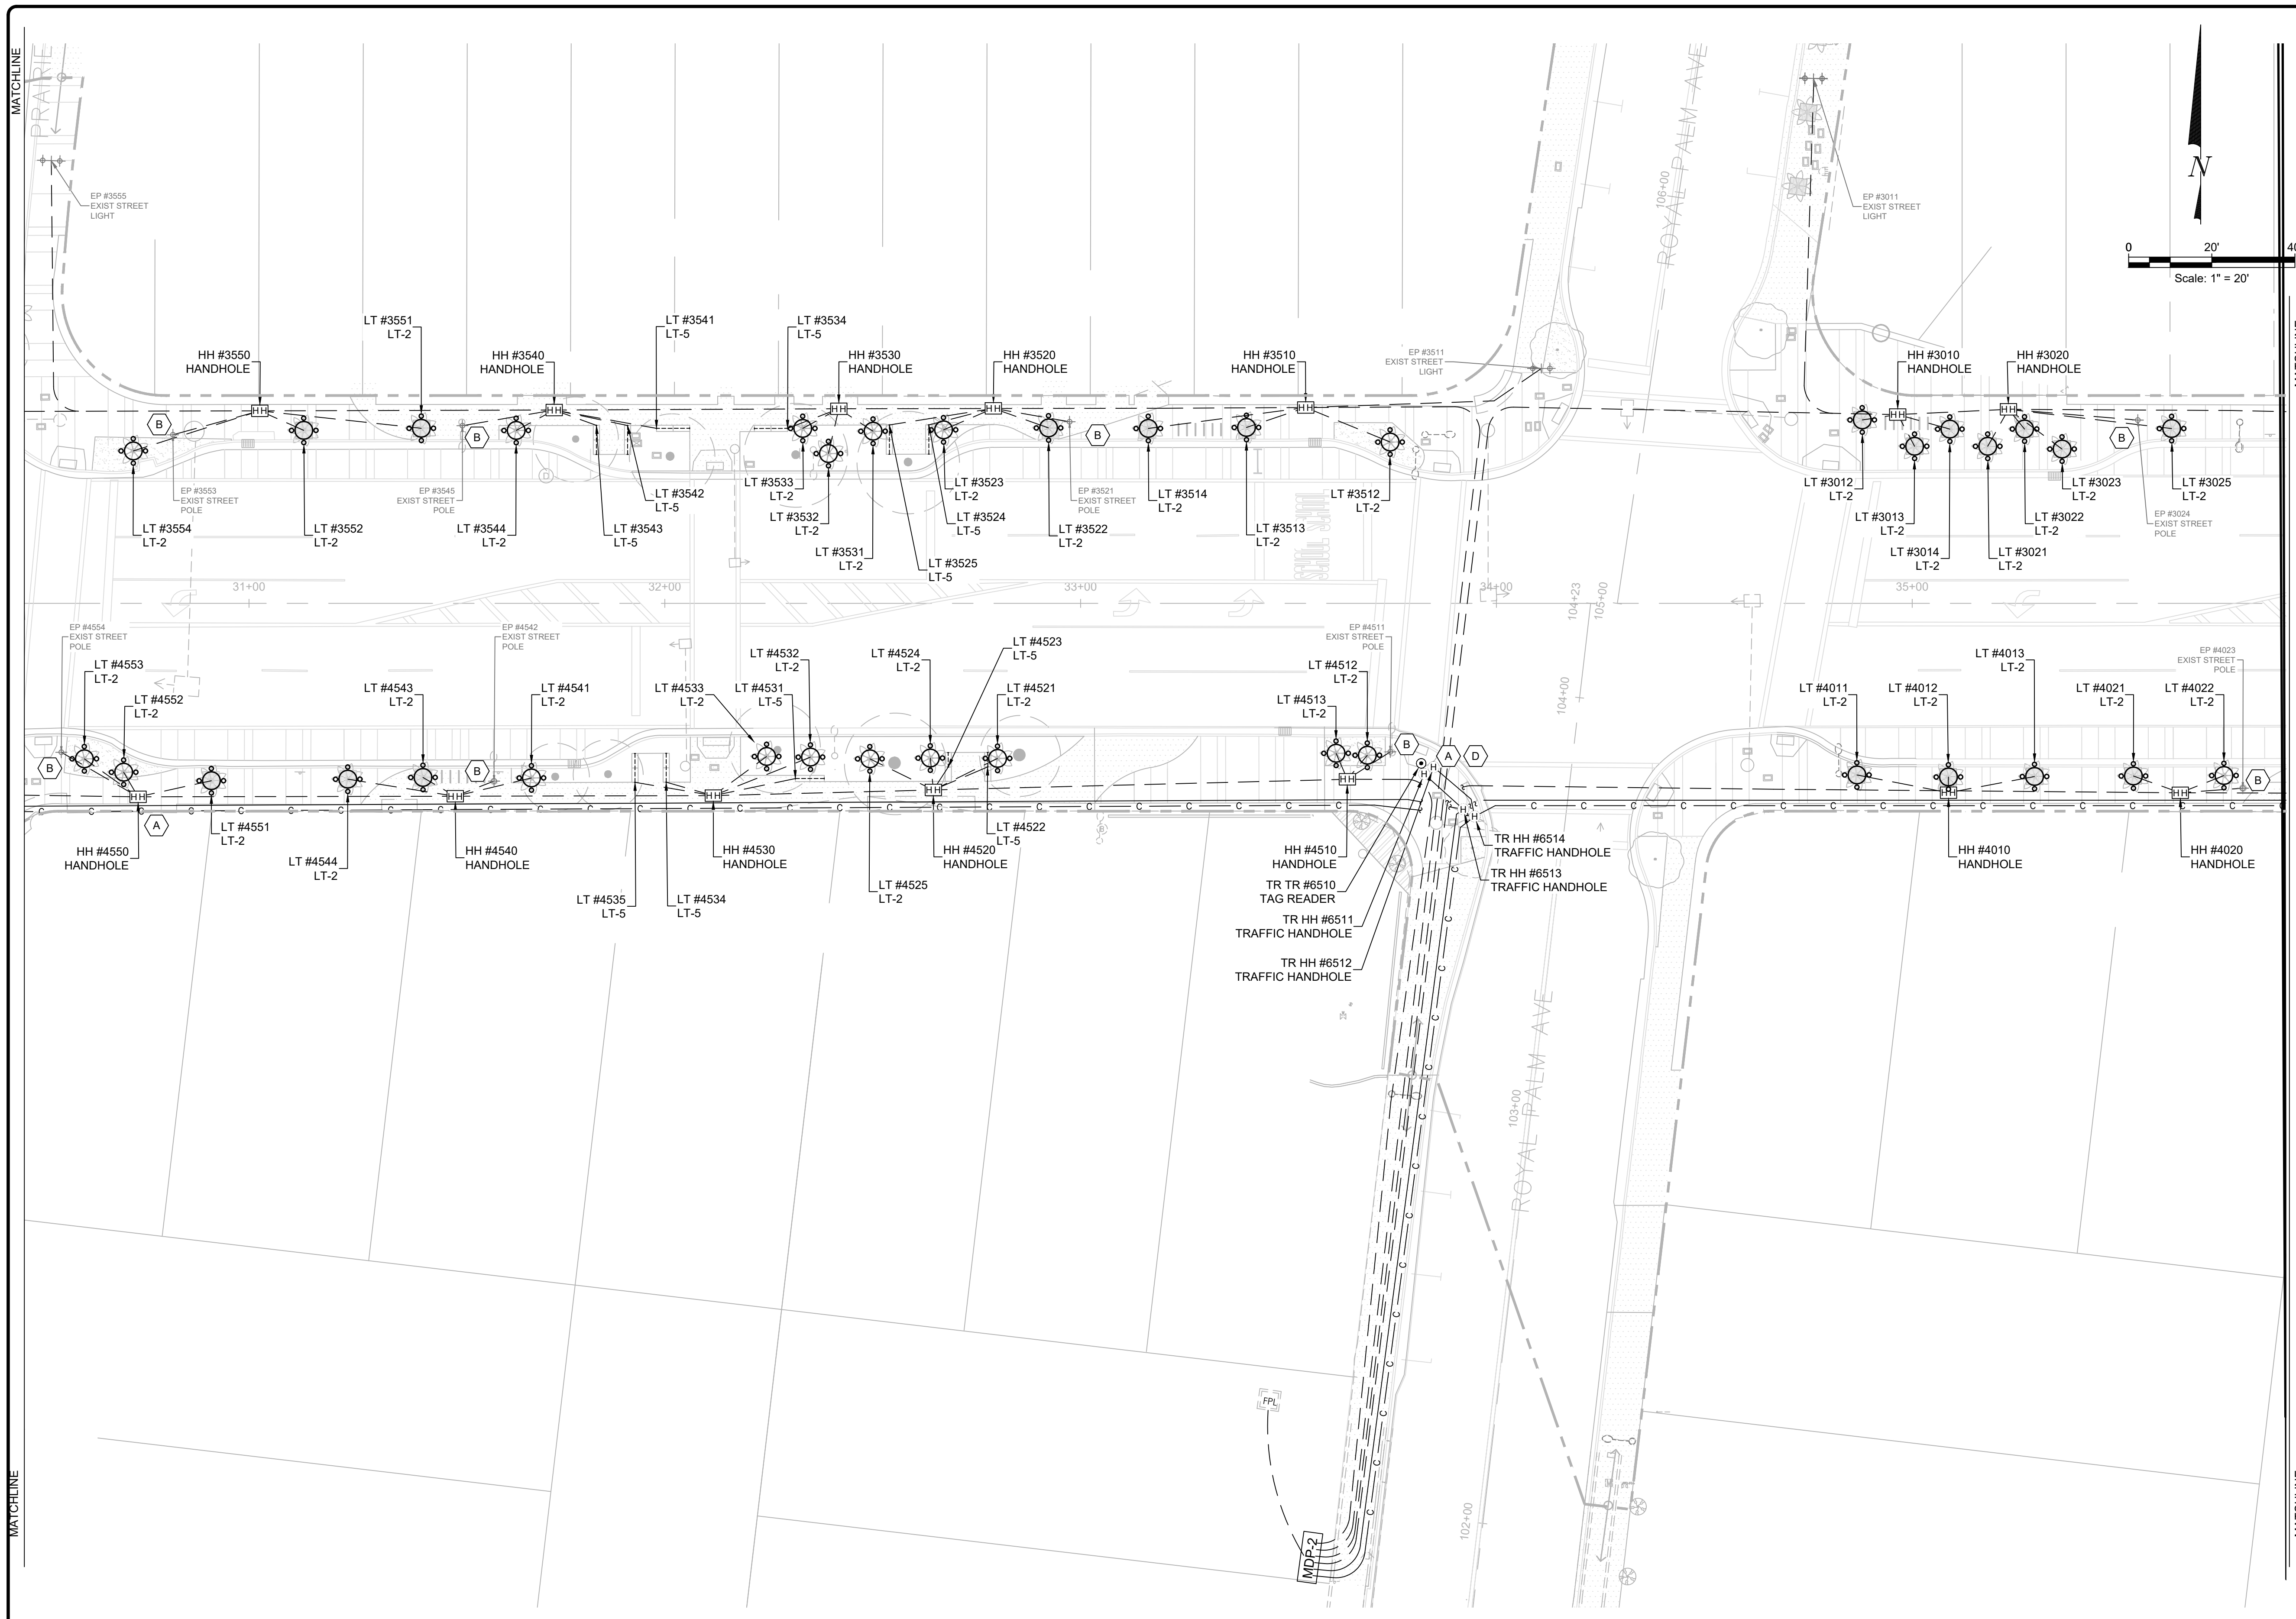 MATCHLINE
PRAIRIE
ROYAL PALM AVE
N
0 20'
Scale: 1" = 20'
106+00
EP #3555
EXIST STREET
LIGHT
EP #3011
EXIST STREET
LIGHT
LT #3551
LT-2
LT #3541
LT-5
LT #3534
LT-5
HH #3550
HANDHOLE
HH #3540
HANDHOLE
HH #3530
HANDHOLE
HH #3520
HANDHOLE
HH #3510
HANDHOLE
EP #3511
EXIST STREET
LIGHT
HH #3010
HANDHOLE
HH #3020
HANDHOLE
HH
HH
HH
HH
HH
HH
HH
B
B
B
B
D
EP #3553
EXIST STREET
POLE
EP #3545
EXIST STREET
POLE
EP #3521
EXIST STREET
POLE
EP #3024
EXIST STREET
POLE
LT #3554
LT-2
LT #3552
LT-2
LT #3544
LT-2
LT #3543
LT-5
LT #3542
LT-5
LT #3533
LT-2
LT #3532
LT-2
LT #3531
LT-2
LT #3523
LT-2
LT #3524
LT-5
LT #3525
LT-5
LT #3522
LT-2
LT #3514
LT-2
LT #3513
LT-2
LT #3512
LT-2
LT #3012
LT-2
LT #3013
LT-2
LT #3014
LT-2
LT #3021
LT-2
LT #3022
LT-2
LT #3023
LT-2
LT #3025
LT-2
31+00
32+00
33+00
34+00
35+00
104+23
105+00
EP #4554
EXIST STREET
POLE
EP #4542
EXIST STREET
POLE
EP #4511
EXIST STREET
POLE
EP #4023
EXIST STREET
POLE
LT #4553
LT-2
LT #4552
LT-2
LT #4543
LT-2
LT #4541
LT-2
LT #4533
LT-2
LT #4532
LT-2
LT #4531
LT-5
LT #4524
LT-2
LT #4523
LT-5
LT #4521
LT-2
LT #4513
LT-2
LT #4512
LT-2
LT #4011
LT-2
LT #4012
LT-2
LT #4013
LT-2
LT #4021
LT-2
LT #4022
LT-2
104+00
B
B
B
A
D
B
A
HH
HH
HH
HH
HH
HH
HH
HH #4550
HANDHOLE
LT #4551
LT-2
LT #4544
LT-2
HH #4540
HANDHOLE
LT #4535
LT-5
LT #4534
LT-5
HH #4530
HANDHOLE
LT #4525
LT-2
HH #4520
HANDHOLE
LT #4522
LT-5
HH #4510
HANDHOLE
TR TR #6510
TAG READER
TR HH #6511
TRAFFIC HANDHOLE
TR HH #6512
TRAFFIC HANDHOLE
TR HH #6514
TRAFFIC HANDHOLE
TR HH #6513
TRAFFIC HANDHOLE
HH #4010
HANDHOLE
HH #4020
HANDHOLE
ROYAL PALM AVE
103+00
102+00
FPL
MDP-2
MATCHLINE